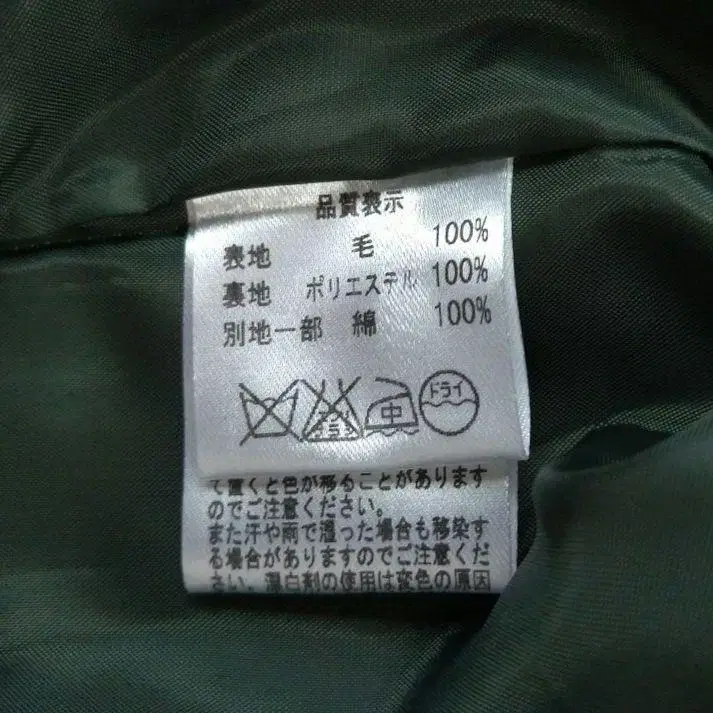 品質表示
表地 毛 100%
裏地 ポリエステル 100%
別地一部 綿 100%
中 ドライ
て置くと色が移ることがあります
のでご注意ください。
また汗や雨で湿った場合も移染す
る場合がありますのでご注意くだ
さい。漂白剤の使用は変色の原因